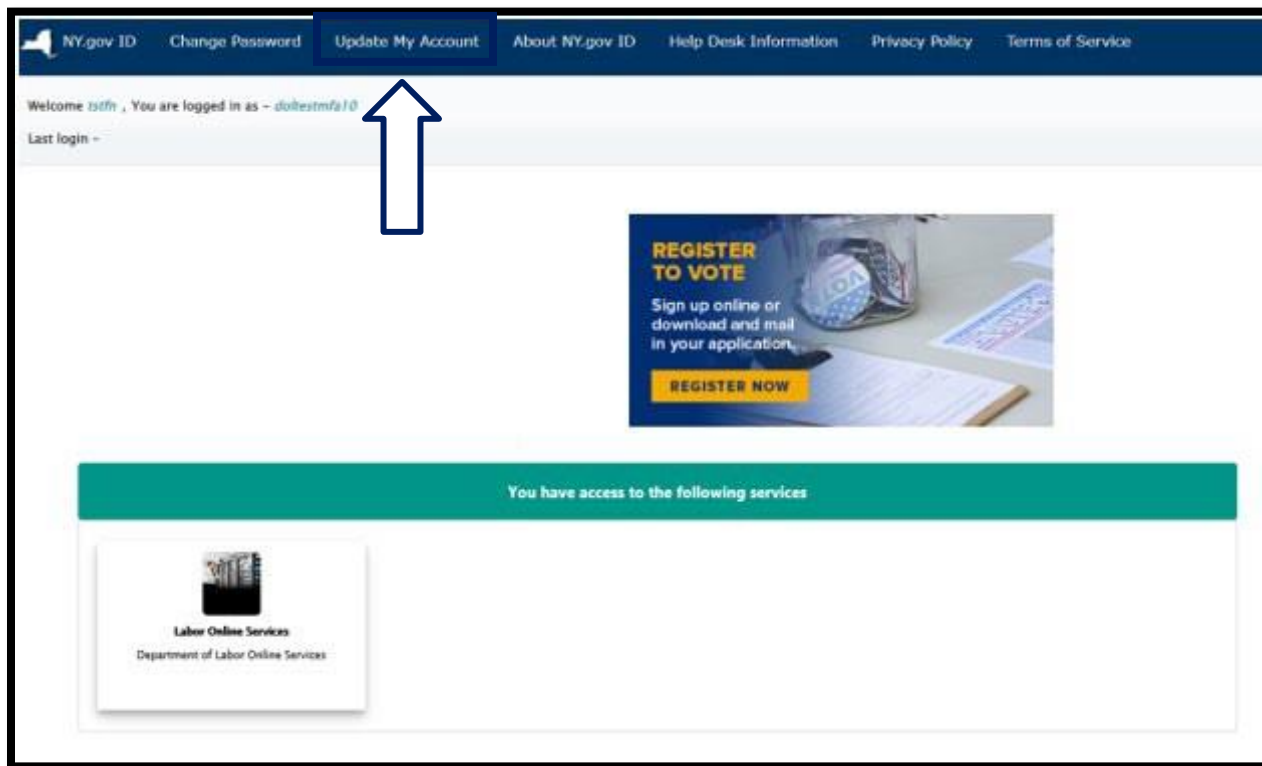 NY.gov ID Change Password Update My Account About NY.gov ID Help Desk Information Privacy Policy Terms of Service
Welcome tstfn , You are logged in as – doltestmfa10
Last login –
REGISTER
TO VOTE
Sign up online or
download and mail
in your application.
REGISTER NOW
You have access to the following services
Labor Online Services
Department of Labor Online Services